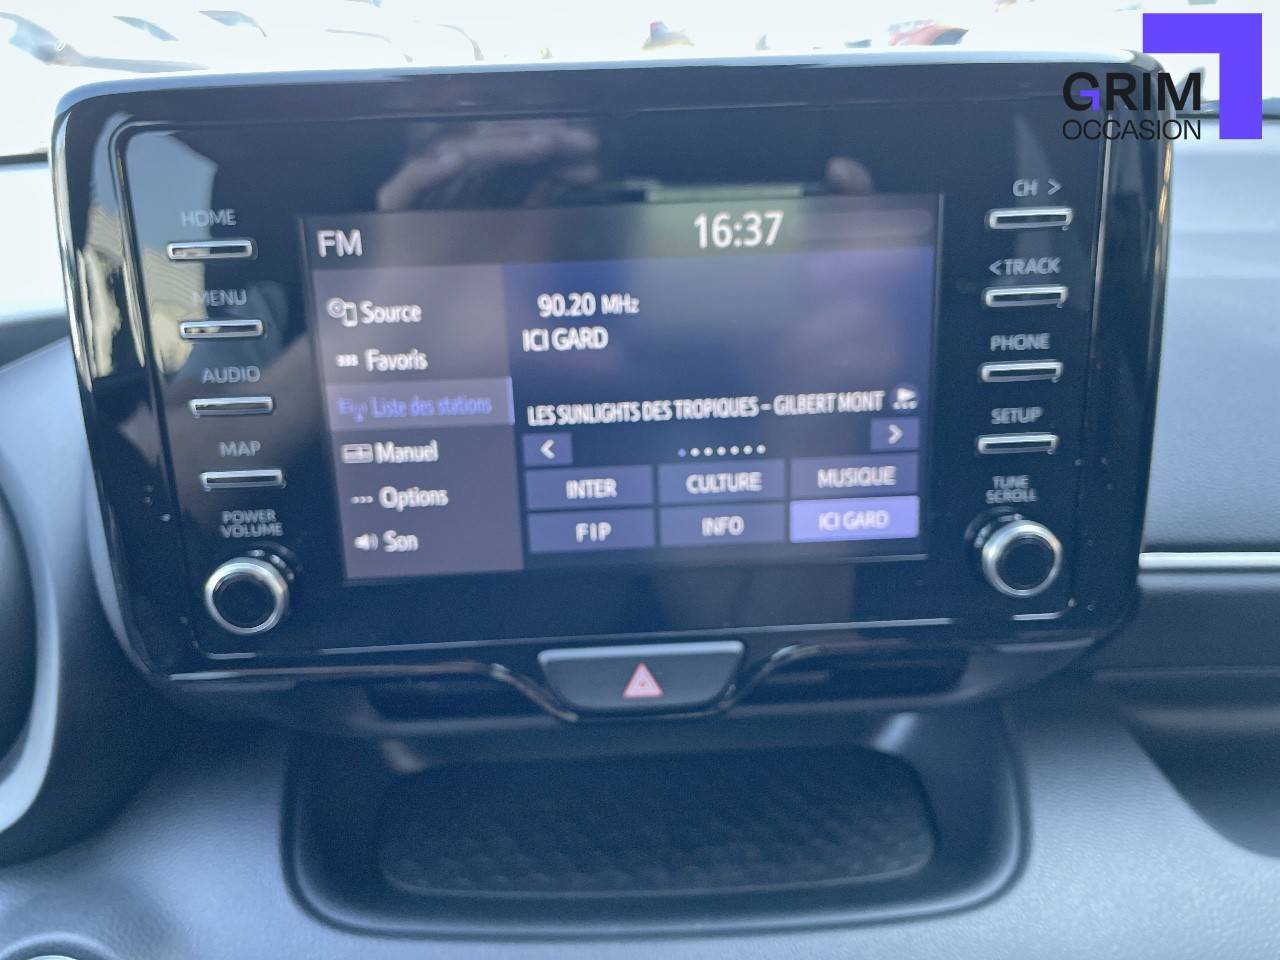 GRIM
OCCASION
HOME
MENU
AUDIO
MAP
POWER
VOLUME
FM
16:37
Source
Favoris
Liste des stations
Manuel
Options
Son
90.20 MHz
ICI GARD
LES SUNLIGHTS DES TROPIQUES - GILBERT MONT
<
>
INTER
CULTURE
MUSIQUE
FIP
INFO
ICI GARD
CH >
<TRACK
PHONE
SETUP
TUNE
SCROLL